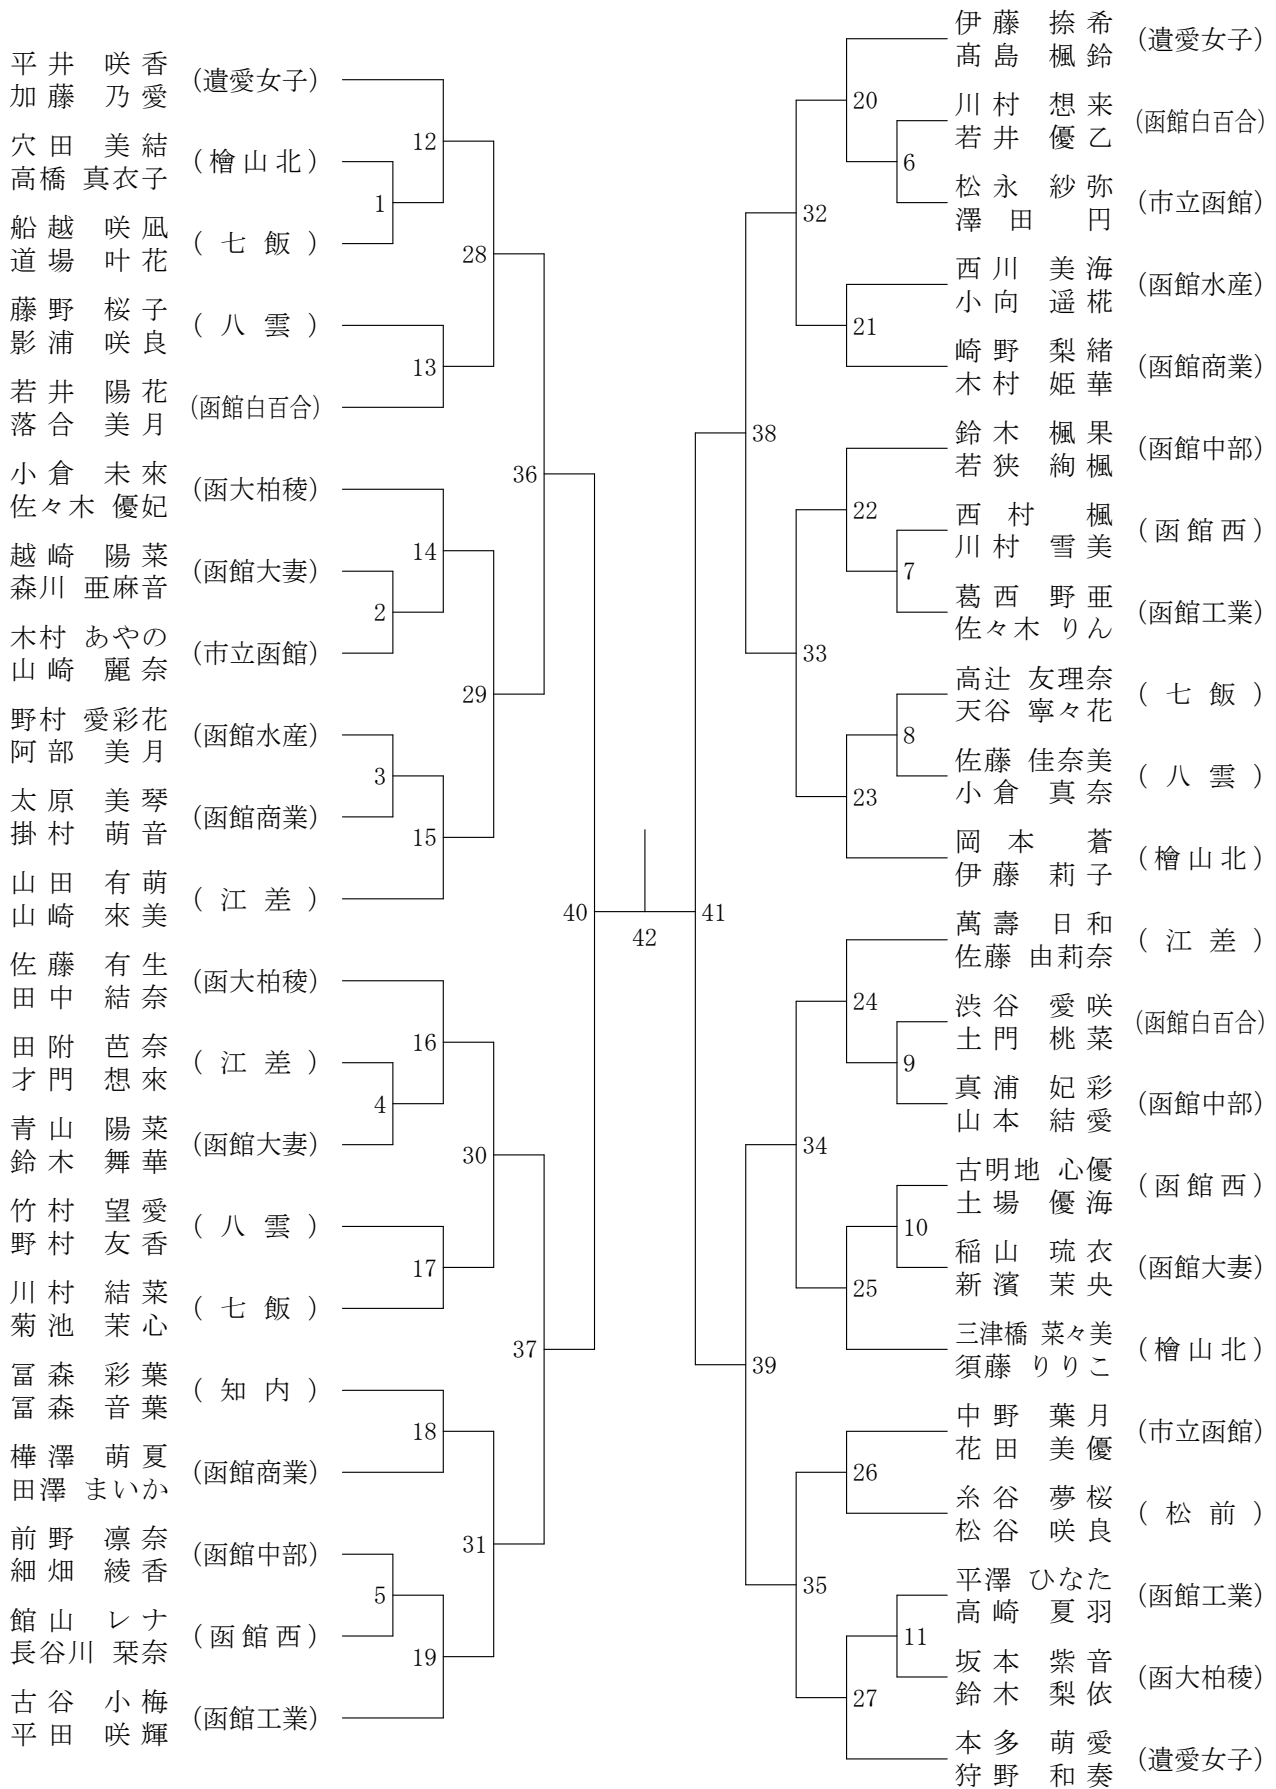 平井 咲香
加藤 乃愛
(遺愛女子)
穴田 美結
高橋 真衣子
(檜山北)
船越 咲凪
道場 叶花
(七飯)
藤野 桜子
影浦 咲良
(八雲)
若井 陽花
落合 美月
(函館白百合)
小倉 未來
佐々木 優妃
(函大柏稜)
越崎 陽菜
森川 亜麻音
(函館大妻)
木村 あやの
山崎 麗奈
(市立函館)
野村 愛彩花
阿部 美月
(函館水産)
太原 美琴
掛村 萌音
(函館商業)
山田 有萌
山崎 來美
(江差)
佐藤 有生
田中 結奈
(函大柏稜)
田附 芭奈
才門 想來
(江差)
青山 陽菜
鈴木 舞華
(函館大妻)
竹村 望愛
野村 友香
(八雲)
川村 結菜
菊池 茉心
(七飯)
冨森 彩葉
冨森 音葉
(知内)
樺澤 萌夏
田澤 まいか
(函館商業)
前野 凛奈
細畑 綾香
(函館中部)
館山 レナ
長谷川 栞奈
(函館西)
古谷 小梅
平田 咲輝
(函館工業)
1
2
3
4
5
12
13
14
15
16
17
18
19
28
29
30
31
36
37
40
42
41
38
39
32
33
34
35
20
21
22
23
24
25
26
27
6
7
8
9
10
11
伊藤 捺希
髙島 楓鈴
(遺愛女子)
川村 想来
若井 優乙
(函館白百合)
松永 紗弥
澤田 円
(市立函館)
西川 美海
小向 遥椛
(函館水産)
崎野 梨緒
木村 姫華
(函館商業)
鈴木 楓果
若狭 絢楓
(函館中部)
西村 楓
川村 雪美
(函館西)
葛西 野亜
佐々木 りん
(函館工業)
高辻 友理奈
天谷 寧々花
(七飯)
佐藤 佳奈美
小倉 真奈
(八雲)
岡本 蒼
伊藤 莉子
(檜山北)
萬壽 日和
佐藤 由莉奈
(江差)
渋谷 愛咲
土門 桃菜
(函館白百合)
真浦 妃彩
山本 結愛
(函館中部)
古明地 心優
土場 優海
(函館西)
稲山 琉衣
新濱 茉央
(函館大妻)
三津橋 菜々美
須藤 りりこ
(檜山北)
中野 葉月
花田 美優
(市立函館)
糸谷 夢桜
松谷 咲良
(松前)
平澤 ひなた
高崎 夏羽
(函館工業)
坂本 紫音
鈴木 梨依
(函大柏稜)
本多 萌愛
狩野 和奏
(遺愛女子)